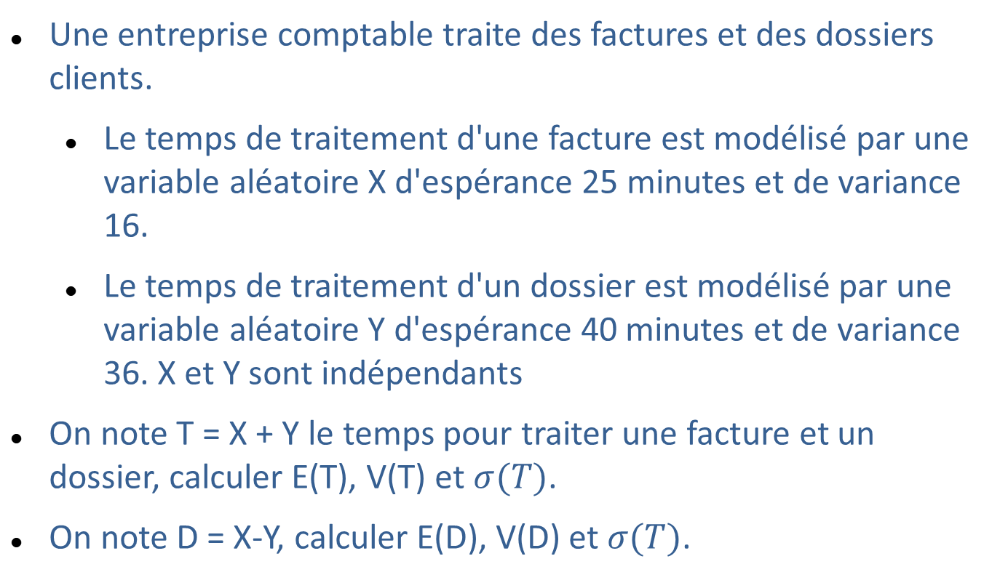 • Une entreprise comptable traite des factures et des dossiers
clients.
• Le temps de traitement d'une facture est modélisé par une
variable aléatoire X d'espérance 25 minutes et de variance
16.
• Le temps de traitement d'un dossier est modélisé par une
variable aléatoire Y d'espérance 40 minutes et de variance
36. X et Y sont indépendants
• On note T = X + Y le temps pour traiter une facture et un
dossier, calculer E(T), V(T) et 𝜎(𝑇).
• On note D = X-Y, calculer E(D), V(D) et 𝜎(𝑇).